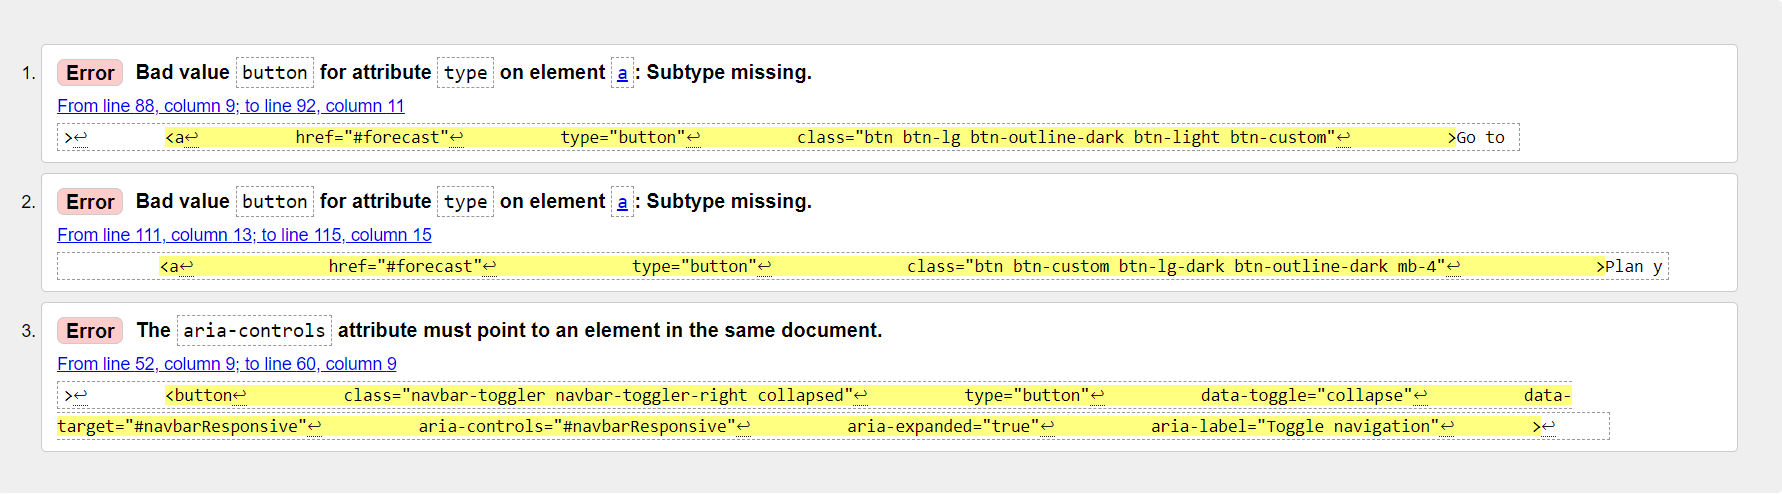 1. Error Bad value button for attribute type on element a: Subtype missing.
From line 88, column 9; to line 92, column 11
>↩ <a↩ href="#forecast"↩ type="button"↩ class="btn btn-lg btn-outline-dark btn-light btn-custom"↩ >Go to
2. Error Bad value button for attribute type on element a: Subtype missing.
From line 111, column 13; to line 115, column 15
<a↩ href="#forecast"↩ type="button"↩ class="btn btn-custom btn-lg-dark btn-outline-dark mb-4"↩ >Plan y
3. Error The aria-controls attribute must point to an element in the same document.
From line 52, column 9; to line 60, column 9
>↩ <button↩ class="navbar-toggler navbar-toggler-right collapsed"↩ type="button"↩ data-toggle="collapse"↩ data-
target="#navbarResponsive"↩ aria-controls="#navbarResponsive"↩ aria-expanded="true"↩ aria-label="Toggle navigation"↩ >↩